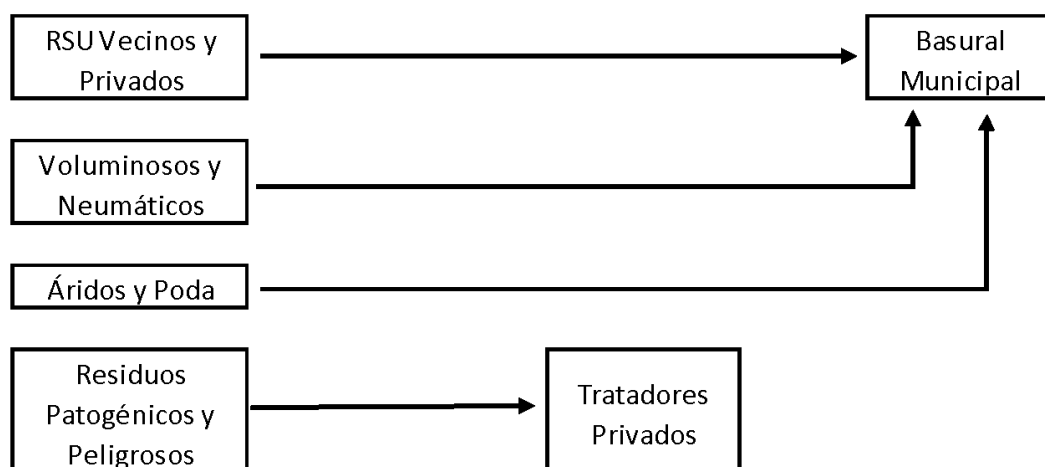 RSU Vecinos y
Privados
Basural
Municipal
Voluminosos y
Neumáticos
Áridos y Poda
Residuos
Patogénicos y
Peligrosos
Tratadores
Privados